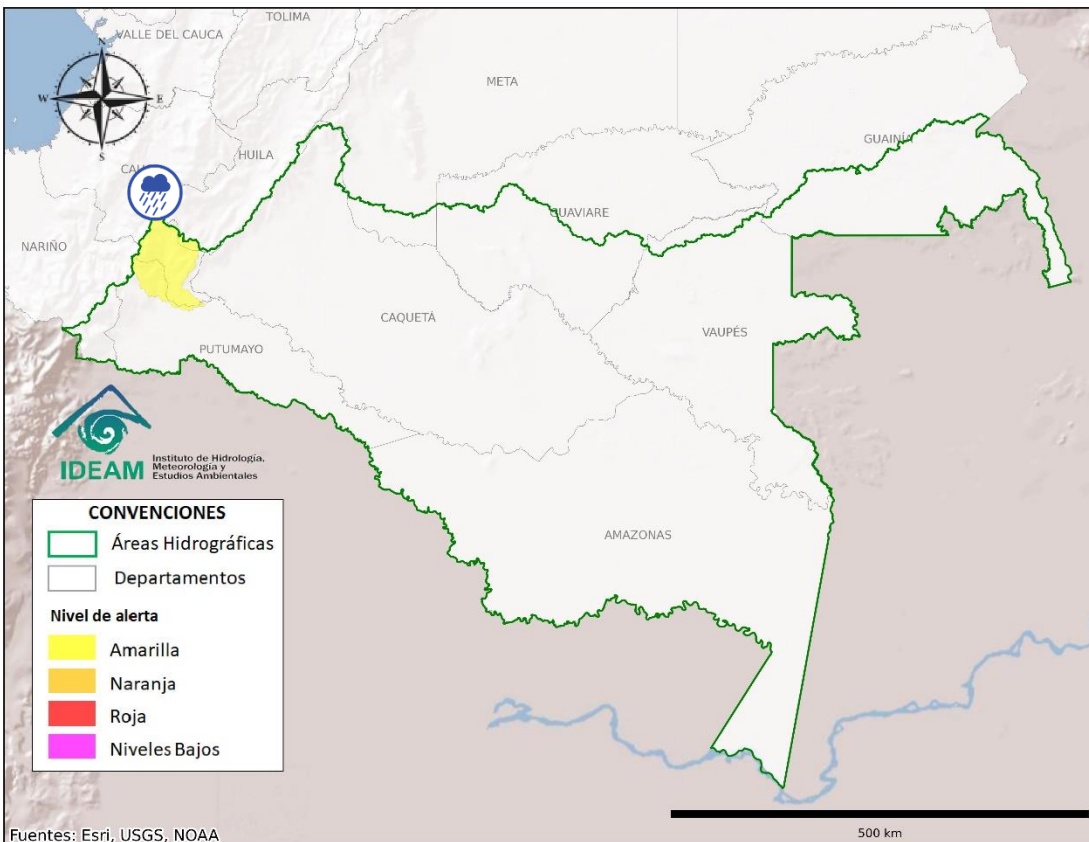 TOLIMA
VALLE DEL CAUCA
N
META
W
E
S
HUILA
GUAINÍA
GUAVIARE
NARIÑO
CAQUETÁ
VAUPÉS
PUTUMAYO
IDEAM
Instituto de Hidrología,
Meteorología y
Estudios Ambientales
CONVENCIONES
Áreas Hidrográficas
Departamentos
Nivel de alerta
Amarilla
Naranja
Roja
Niveles Bajos
AMAZONAS
Fuentes: Esri, USGS, NOAA
500 km